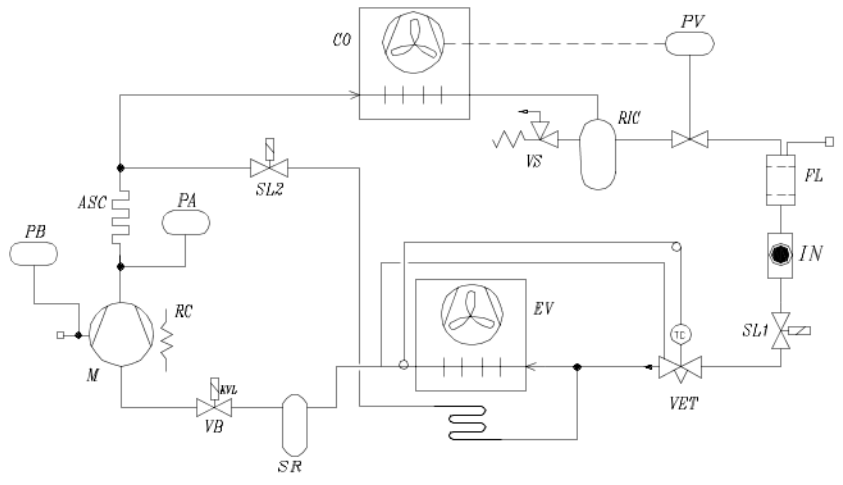 PV
CO
RIC
VS
FL
SL2
ASC
PA
PB
IN
EV
RC
SL1
TC
M
KVL
VB
VET
SR